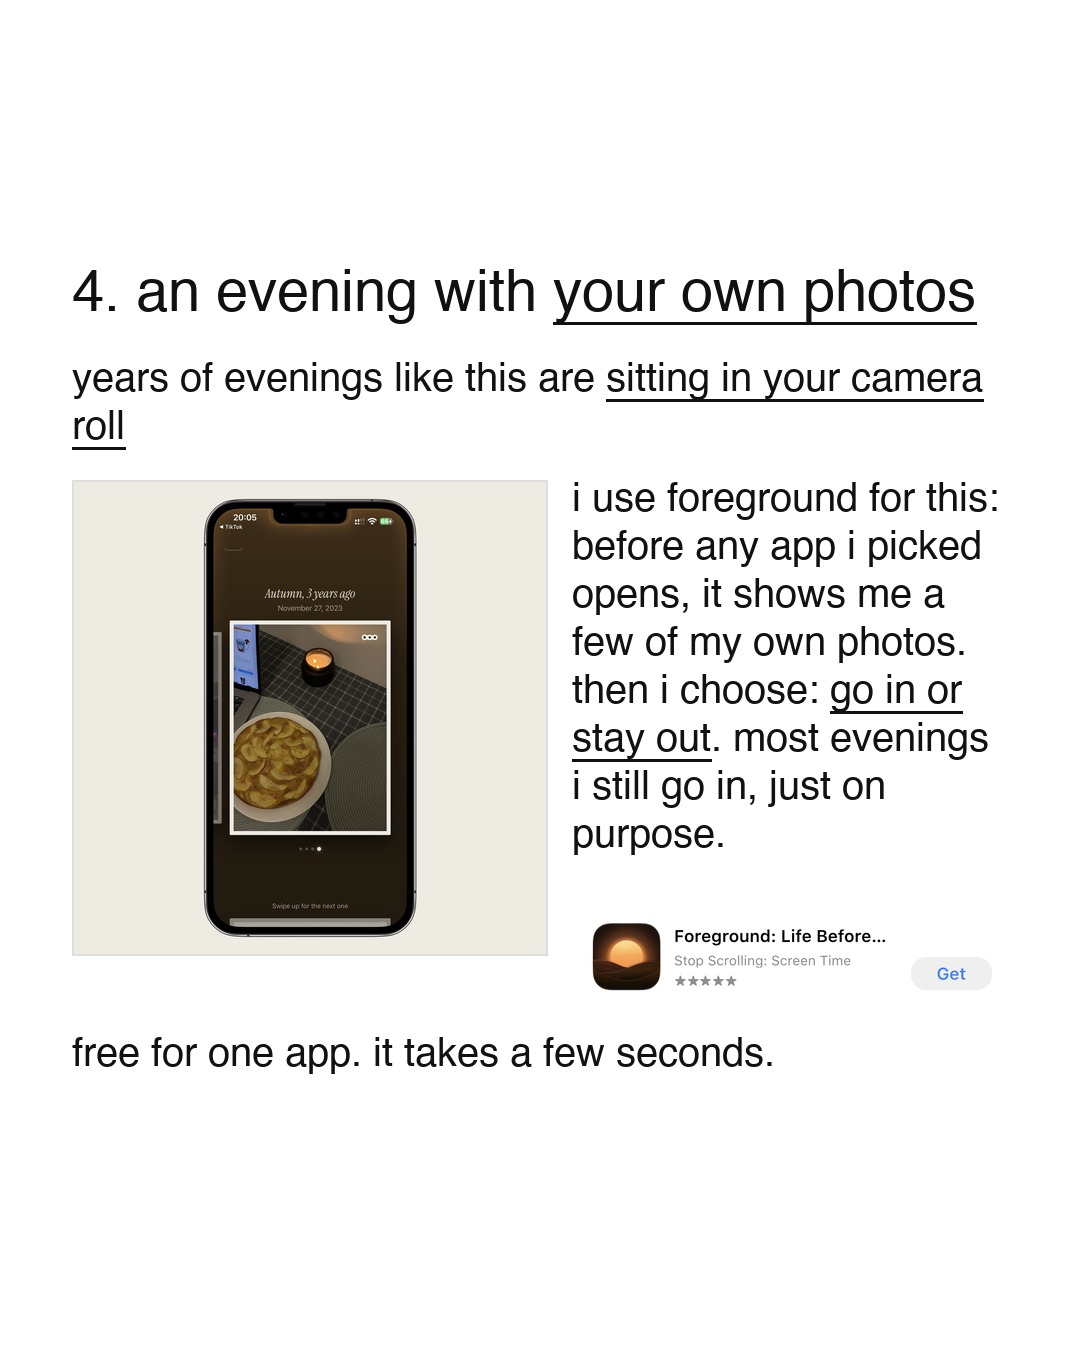 4. an evening with your own photos
years of evenings like this are sitting in your camera
roll
20:05
◀ TikTok
Autumn, 3 years ago
November 27, 2023
Swipe up for the next one
i use foreground for this:
before any app i picked
opens, it shows me a
few of my own photos.
then i choose: go in or
stay out. most evenings
i still go in, just on
purpose.
Foreground: Life Before...
Stop Scrolling: Screen Time
★★★★★
Get
free for one app. it takes a few seconds.